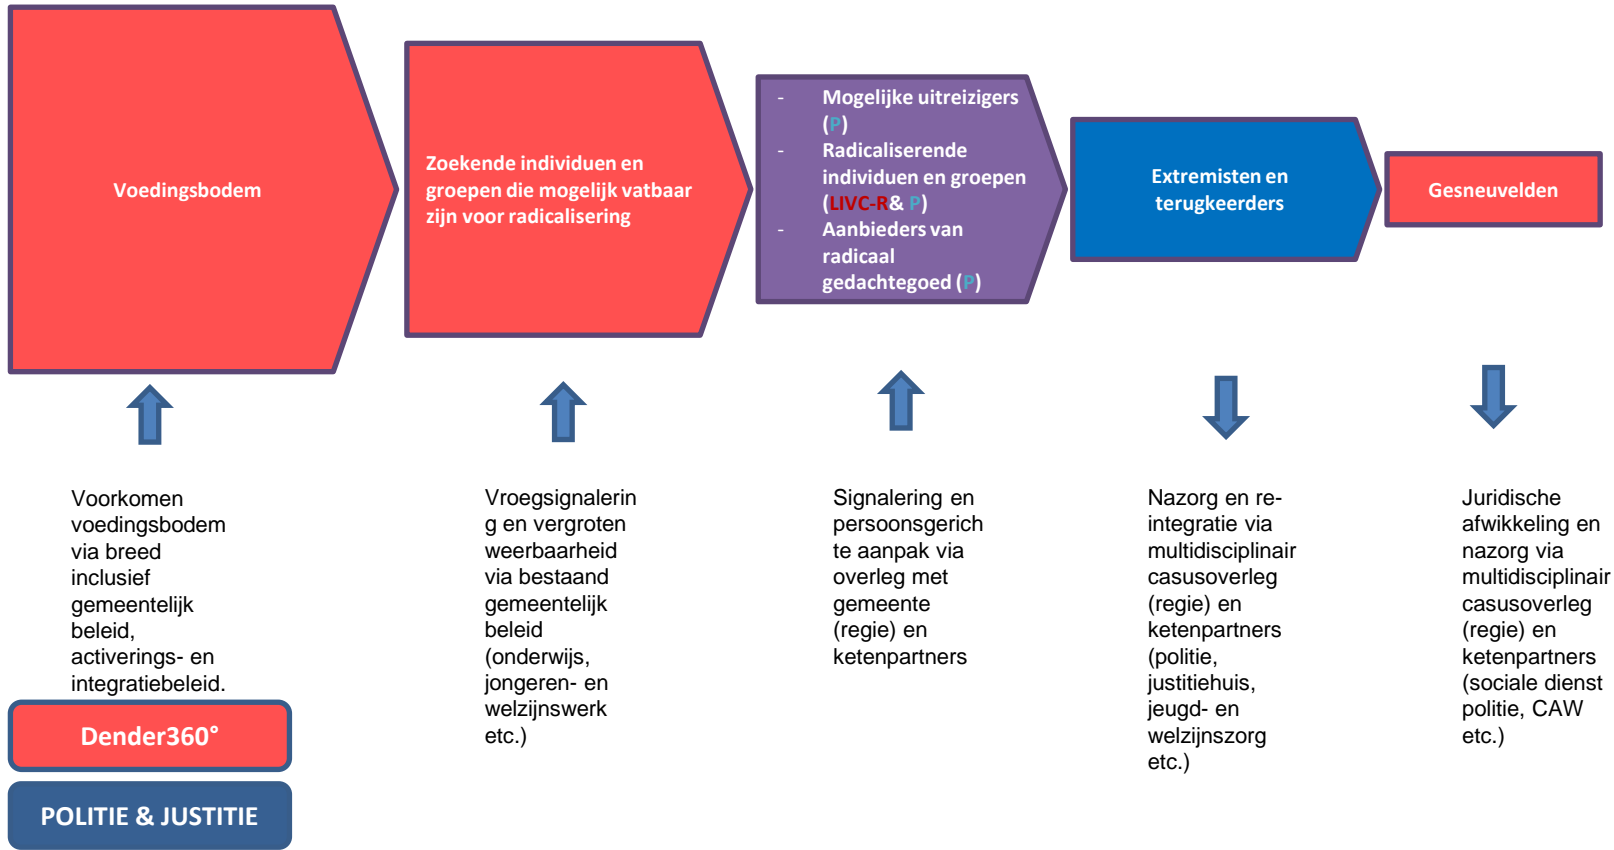 Voedingsbodem
Zoekende individuen en
groepen die mogelijk vatbaar
zijn voor radicalisering
- Mogelijke uitreizigers
(P)
- Radicaliserende
individuen en groepen
(LIVC-R& P)
- Aanbieders van
radicaal
gedachtegoed (P)
Extremisten en
terugkeerders
Gesneuvelden
Voorkomen
voedingsbodem
via breed
inclusief
gemeentelijk
beleid,
activerings- en
integratiebeleid.
Vroegsignalerin
g en vergroten
weerbaarheid
via bestaand
gemeentelijk
beleid
(onderwijs,
jongeren- en
welzijnswerk
etc.)
Signalering en
persoonsgerich
te aanpak via
overleg met
gemeente
(regie) en
ketenpartners
Nazorg en re-
integratie via
multidisciplinair
casusoverleg
(regie) en
ketenpartners
(politie,
justitiehuis,
jeugd- en
welzijnszorg
etc.)
Juridische
afwikkeling en
nazorg via
multidisciplinair
casusoverleg
(regie) en
ketenpartners
(sociale dienst
politie, CAW
etc.)
Dender360°
POLITIE & JUSTITIE